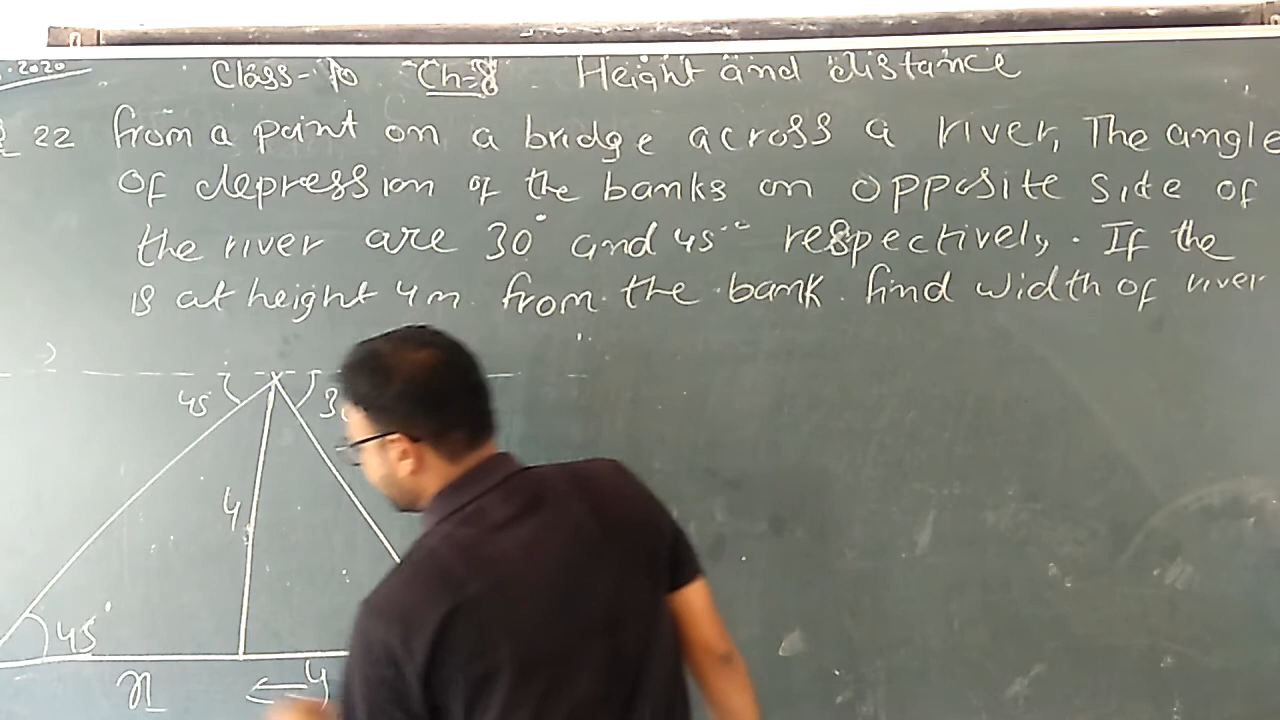 .2020
Class-10 Ch-8 Height and distance
22 from a point on a bridge across a river, The angle
of depression of the banks on opposite side of
the river are 30° and 45° respectively. If the
is at height 4m from the bank. find width of river
45
4
45°
x
y